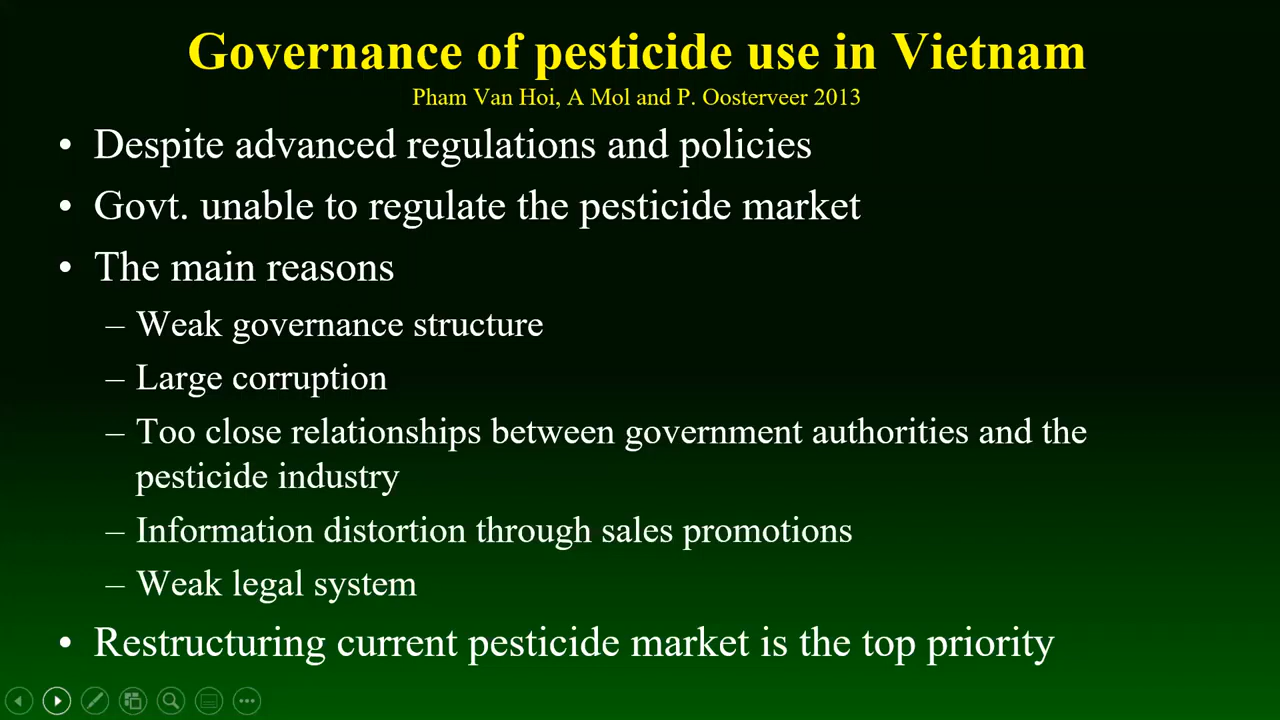 Governance of pesticide use in Vietnam
Pham Van Hoi, A Mol and P. Oosterveer 2013
• Despite advanced regulations and policies
• Govt. unable to regulate the pesticide market
• The main reasons
– Weak governance structure
– Large corruption
– Too close relationships between government authorities and the
pesticide industry
– Information distortion through sales promotions
– Weak legal system
• Restructuring current pesticide market is the top priority